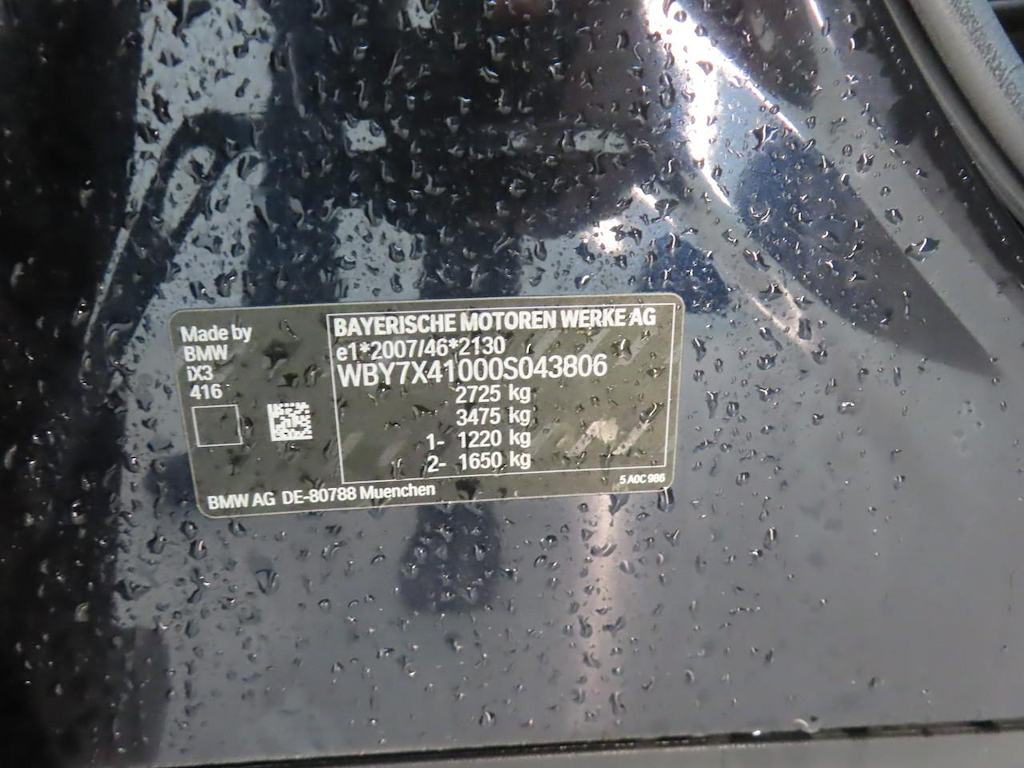 Made by
BMW
iX3
416
BAYERISCHE MOTOREN WERKE AG
e1*2007/46*2130
WBY7X41000S043806
2725 kg
3475 kg
1- 1220 kg
2- 1650 kg
5 A0C 986
BMW AG DE-80788 Muenchen